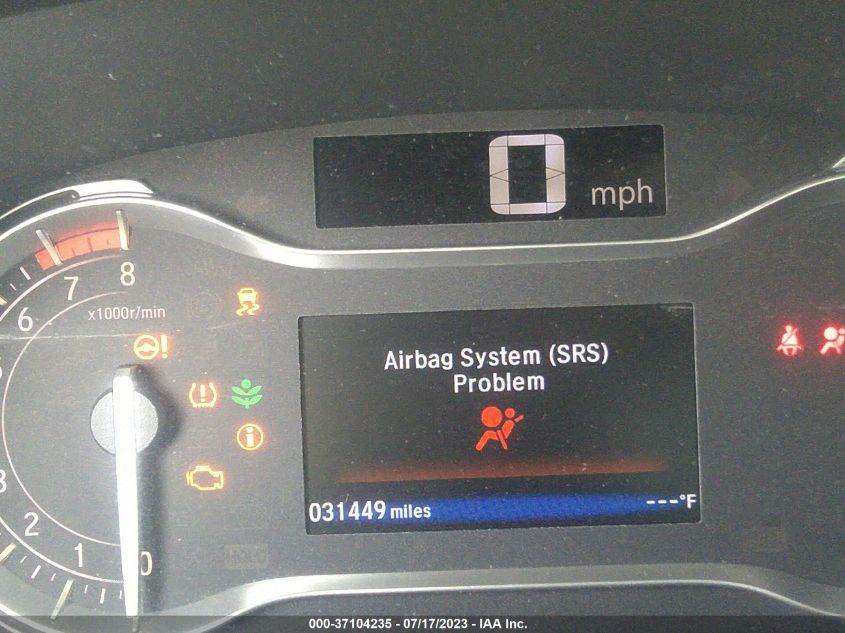 0 mph
8
7
6
x1000r/min
Airbag System (SRS)
Problem
3
2
1
0
031449 miles
---°F
000-37104235 - 07/17/2023 - IAA Inc.